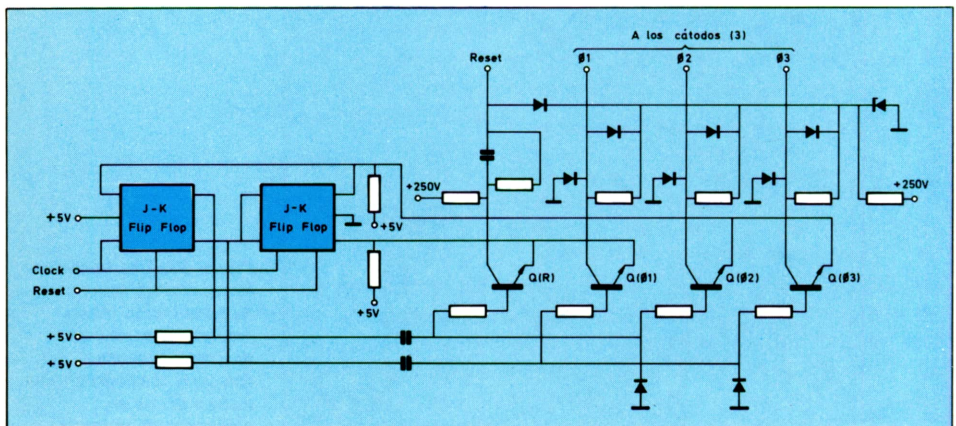 A los cátodos (3)
Reset Ø1 Ø2 Ø3
+250V +250V
J-K
Flip Flop
J-K
Flip Flop
+5V
+5V
Clock
Reset
+5V
Q(R) Q(Ø1) Q(Ø2) Q(Ø3)
+5V
+5V